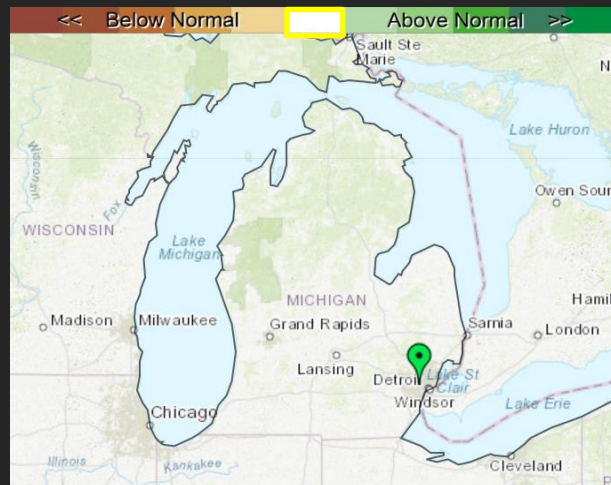 << Below Normal Above Normal >>
Sault Ste
Marie
N
Lake Huron
Wisconsin
Owen Sour
Fox
WISCONSIN
Lake
Michigan
MICHIGAN
Hamil
Madison
Milwaukee
Grand Rapids
Sarnia
London
Lansing
Detroi
Lake St
Clair
Windsor
Lake Erie
Chicago
Illinois
Kankakee
Cleveland